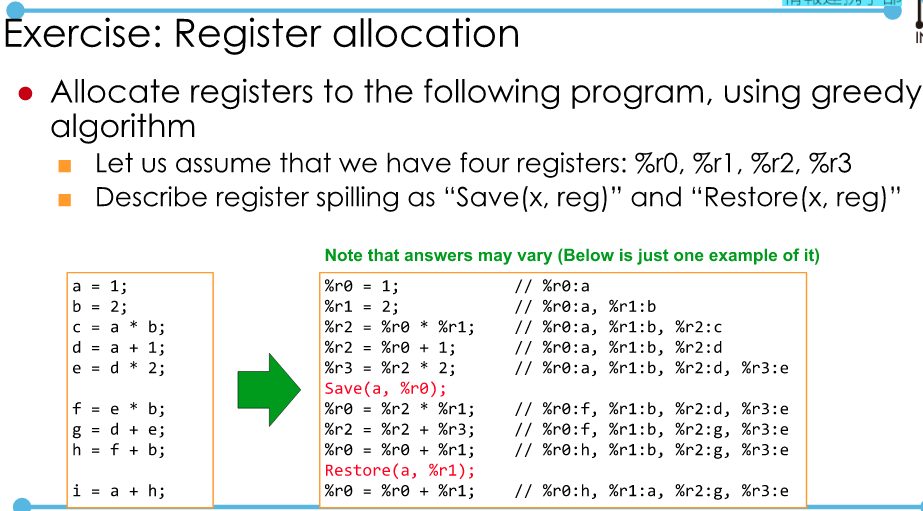 Exercise: Register allocation
● Allocate registers to the following program, using greedy
algorithm
■ Let us assume that we have four registers: %r0, %r1, %r2, %r3
■ Describe register spilling as “Save(x, reg)” and “Restore(x, reg)”
Note that answers may vary (Below is just one example of it)
a = 1;
b = 2;
c = a * b;
d = a + 1;
e = d * 2;
f = e * b;
g = d + e;
h = f + b;
i = a + h;
%r0 = 1; // %r0:a
%r1 = 2; // %r0:a, %r1:b
%r2 = %r0 * %r1; // %r0:a, %r1:b, %r2:c
%r2 = %r0 + 1; // %r0:a, %r1:b, %r2:d
%r3 = %r2 * 2; // %r0:a, %r1:b, %r2:d, %r3:e
Save(a, %r0);
%r0 = %r2 * %r1; // %r0:f, %r1:b, %r2:d, %r3:e
%r2 = %r2 + %r3; // %r0:f, %r1:b, %r2:g, %r3:e
%r0 = %r0 + %r1; // %r0:h, %r1:b, %r2:g, %r3:e
Restore(a, %r1);
%r0 = %r0 + %r1; // %r0:h, %r1:a, %r2:g, %r3:e